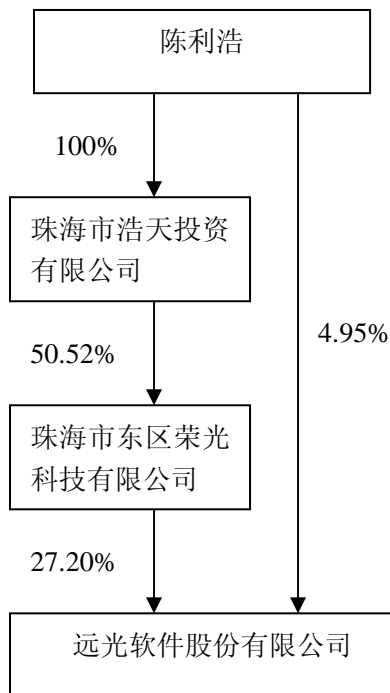 陈利浩
100%
珠海市浩天投资
有限公司
4.95%
50.52%
珠海市东区荣光
科技有限公司
27.20%
远光软件股份有限公司